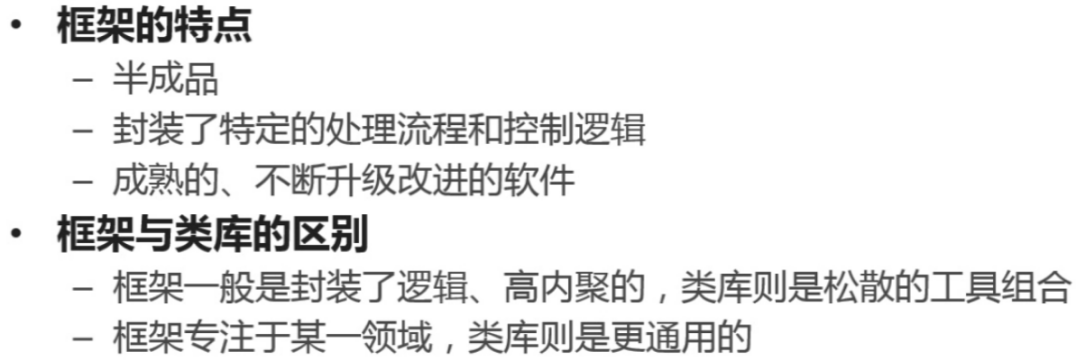 • 框架的特点
– 半成品
– 封装了特定的处理流程和控制逻辑
– 成熟的、不断升级改进的软件
• 框架与类库的区别
– 框架一般是封装了逻辑、高内聚的，类库则是松散的工具组合
– 框架专注于某一领域，类库则是更通用的